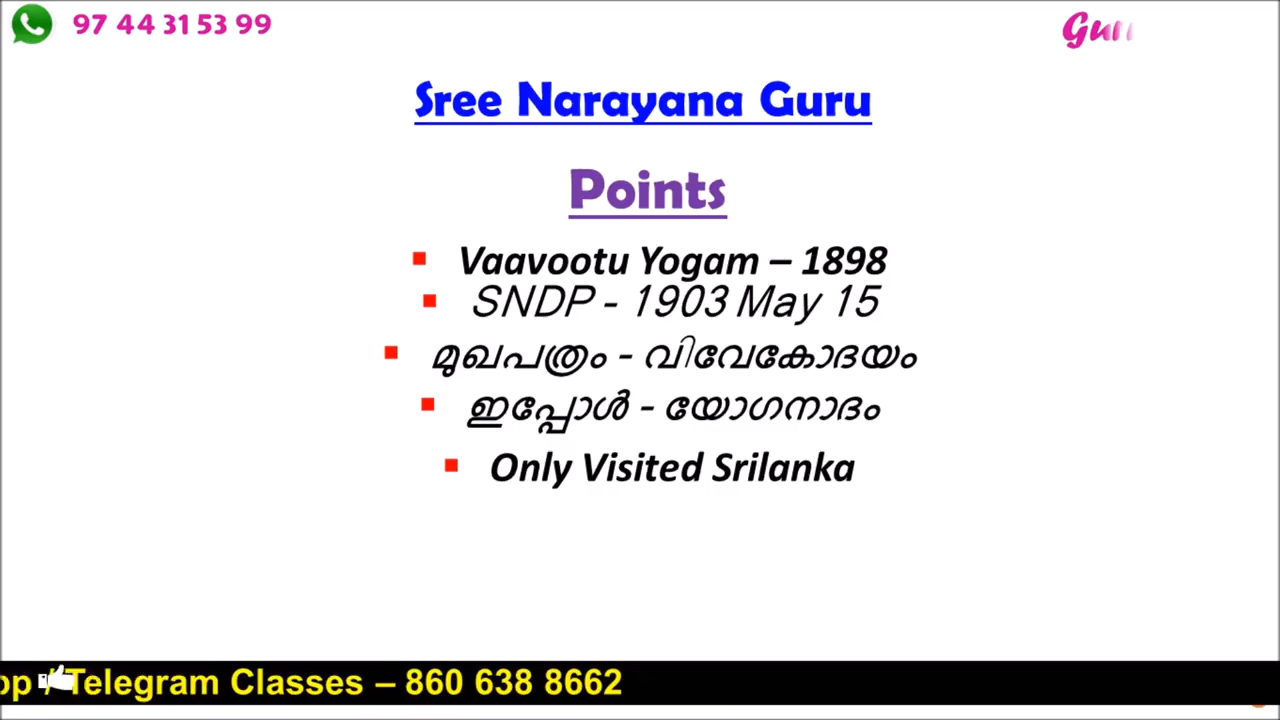 97 44 31 53 99
Sree Narayana Guru
Points
Vaavootu Yogam – 1898
SNDP - 1903 May 15
മുഖപത്രം - വിവേകോദയം
ഇപ്പോൾ - യോഗനാദം
Only Visited Srilanka
Telegram Classes – 860 638 8662